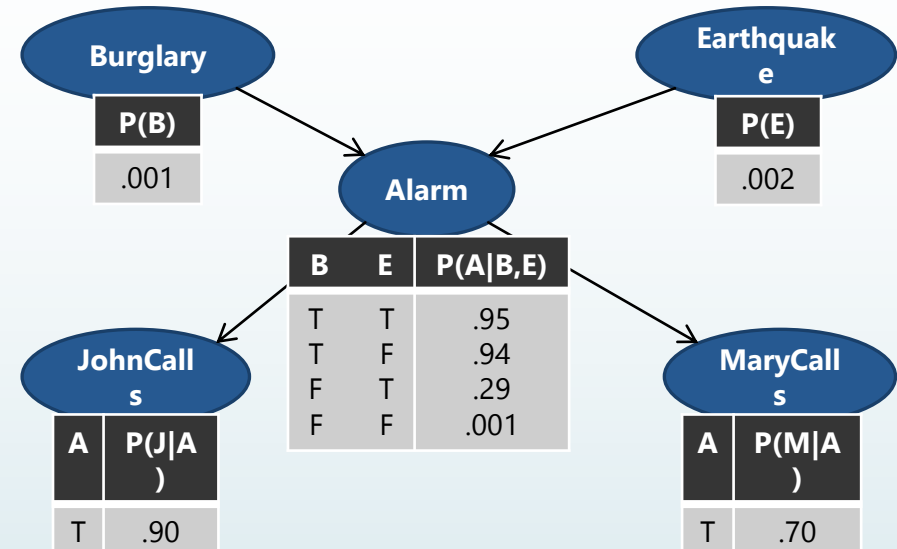 Burglary
Earthquak
e
P(B)
.001
P(E)
.002
Alarm
B E P(A|B,E)
T T .95
T F .94
F T .29
F F .001
JohnCall
s
A P(J|A
)
T .90
MaryCall
s
A P(M|A
)
T .70